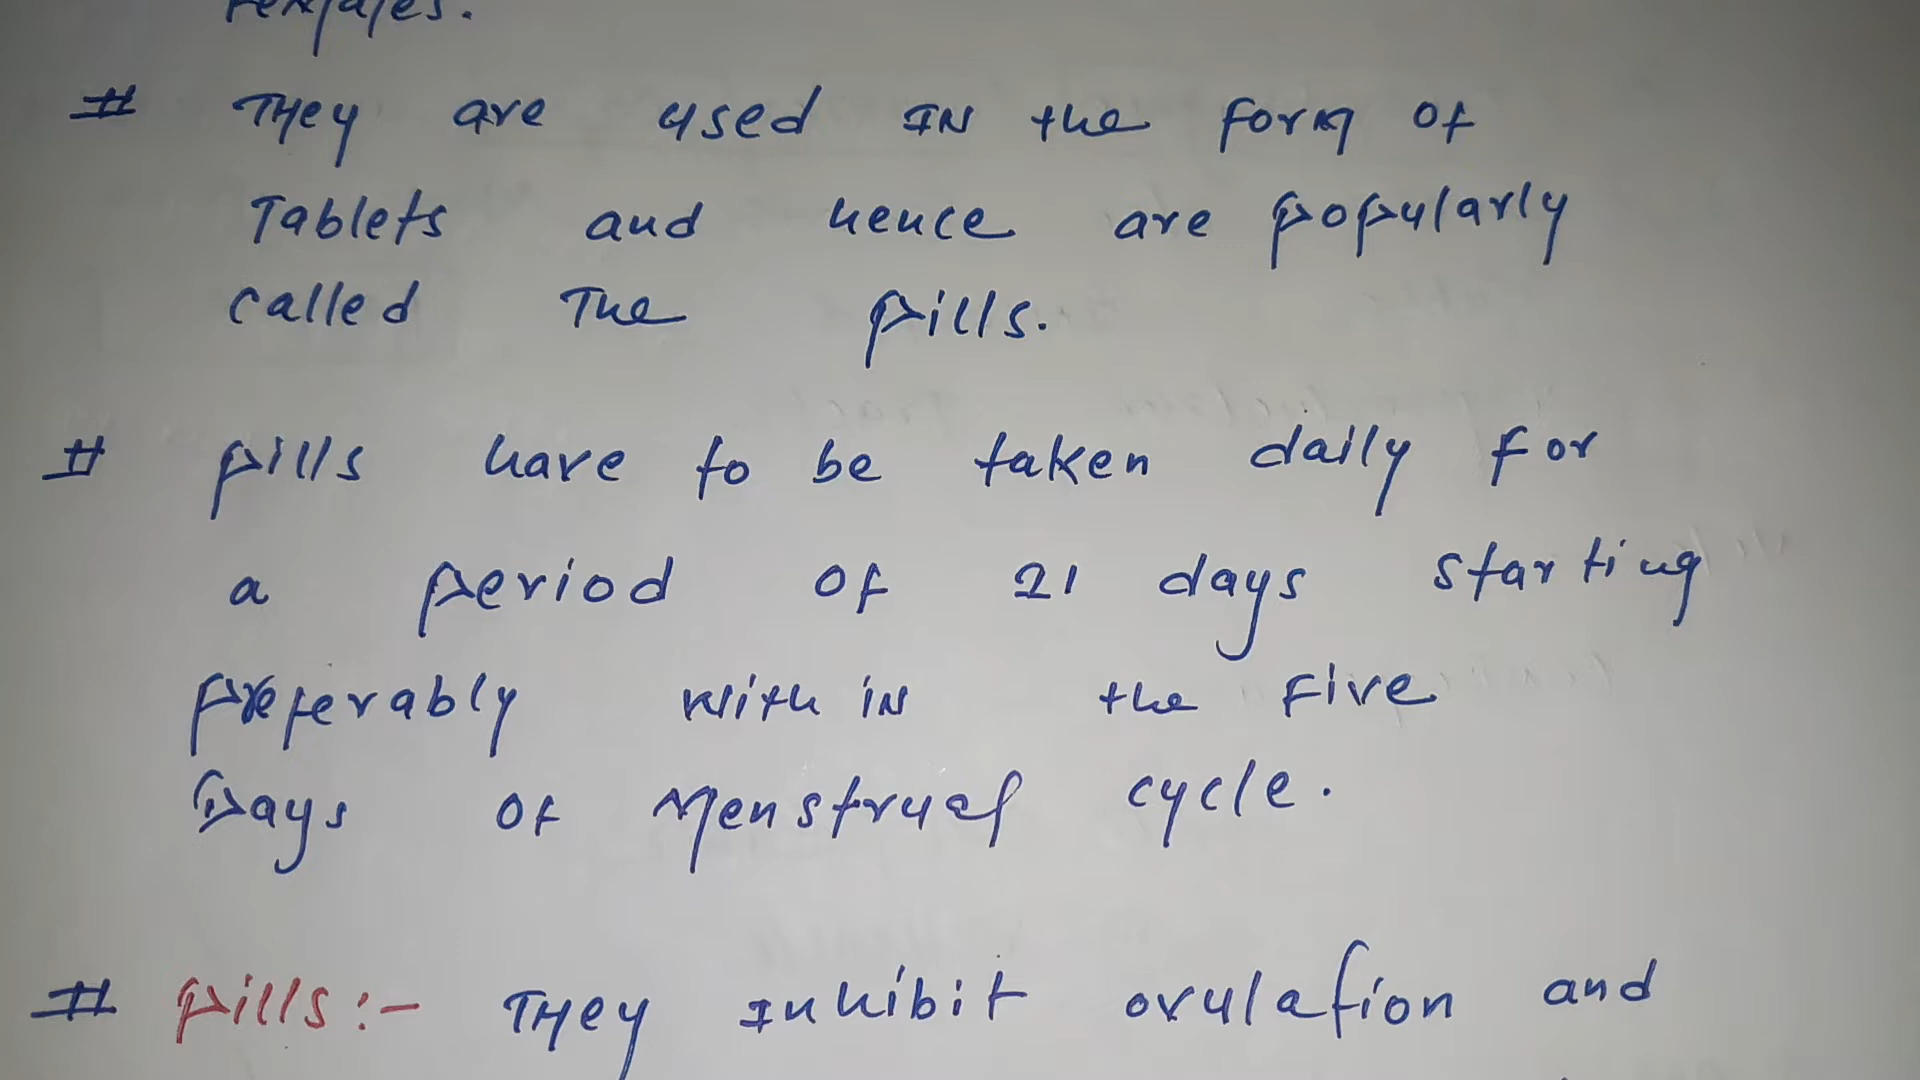 Females.
# They are used IN the form of
Tablets and hence are popularly
called The pills.
# pills have to be taken daily for
a period of 21 days starting
preferably with in the five
Days of Menstrual cycle.
# pills:- They Inhibit ovulation and